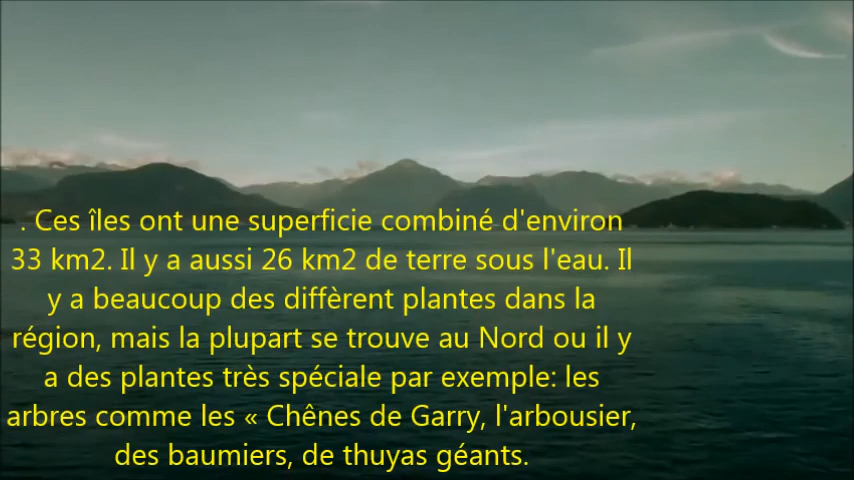 . Ces îles ont une superficie combiné d'environ
33 km2. Il y a aussi 26 km2 de terre sous l'eau. Il
y a beaucoup des diffèrent plantes dans la
région, mais la plupart se trouve au Nord ou il y
a des plantes très spéciale par exemple: les
arbres comme les « Chênes de Garry, l'arbousier,
des baumiers, de thuyas géants.